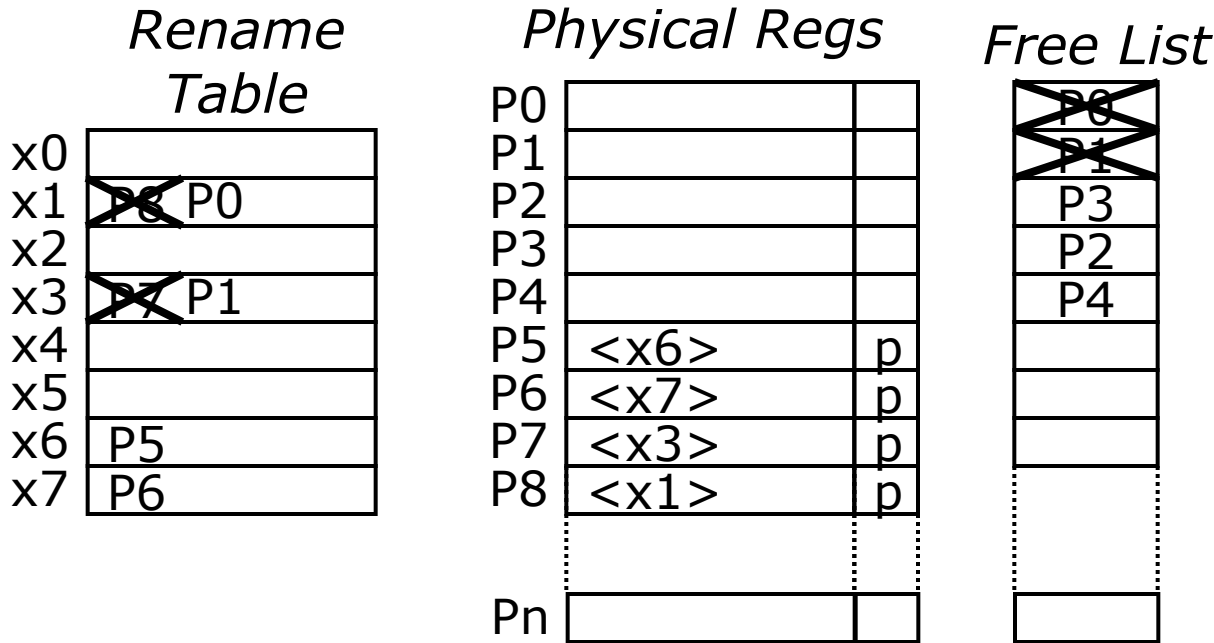 Rename
Table
x0
x1 P8 P0
x2
x3 P7 P1
x4
x5
x6 P5
x7 P6
Physical Regs
P0
P1
P2
P3
P4
P5 <x6> p
P6 <x7> p
P7 <x3> p
P8 <x1> p
Pn
Free List
P0
P1
P3
P2
P4